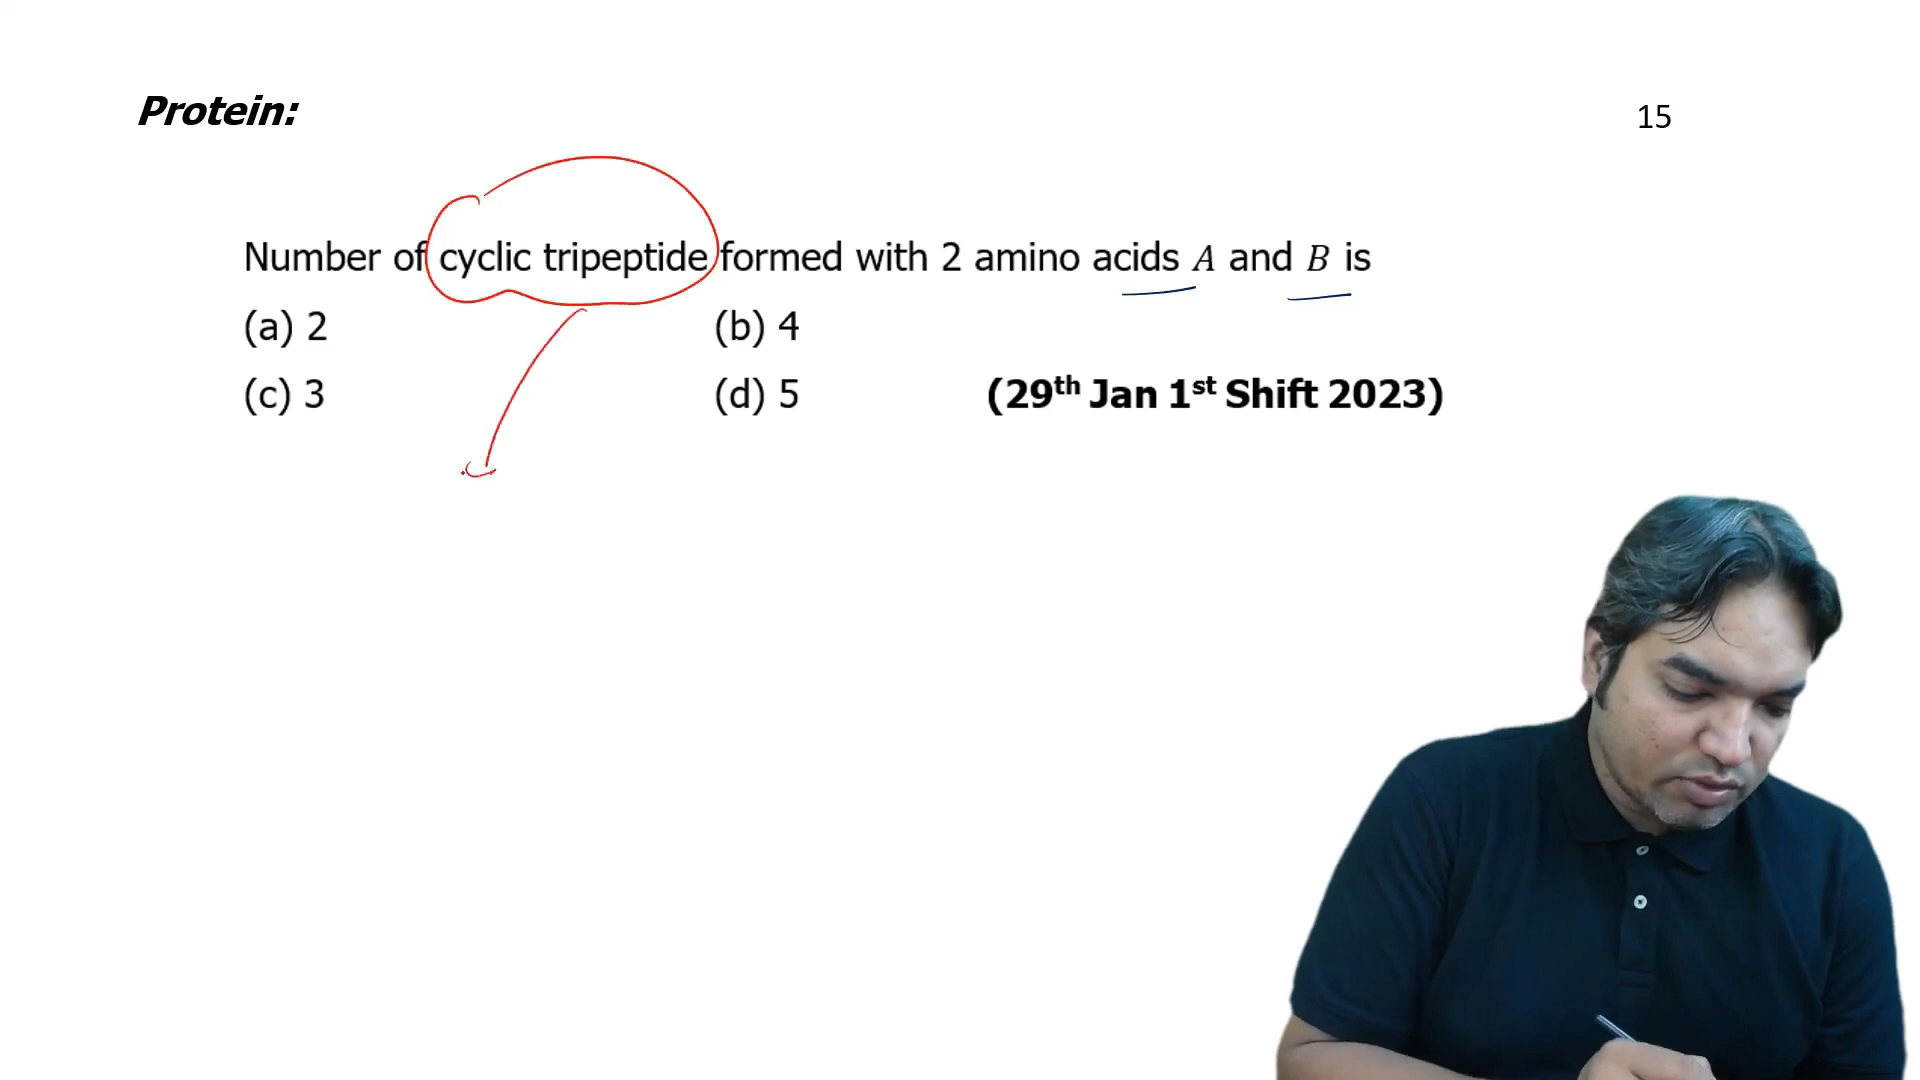 Protein:
15
Number of cyclic tripeptide formed with 2 amino acids A and B is
(a) 2 (b) 4
(c) 3 (d) 5 (29th Jan 1st Shift 2023)